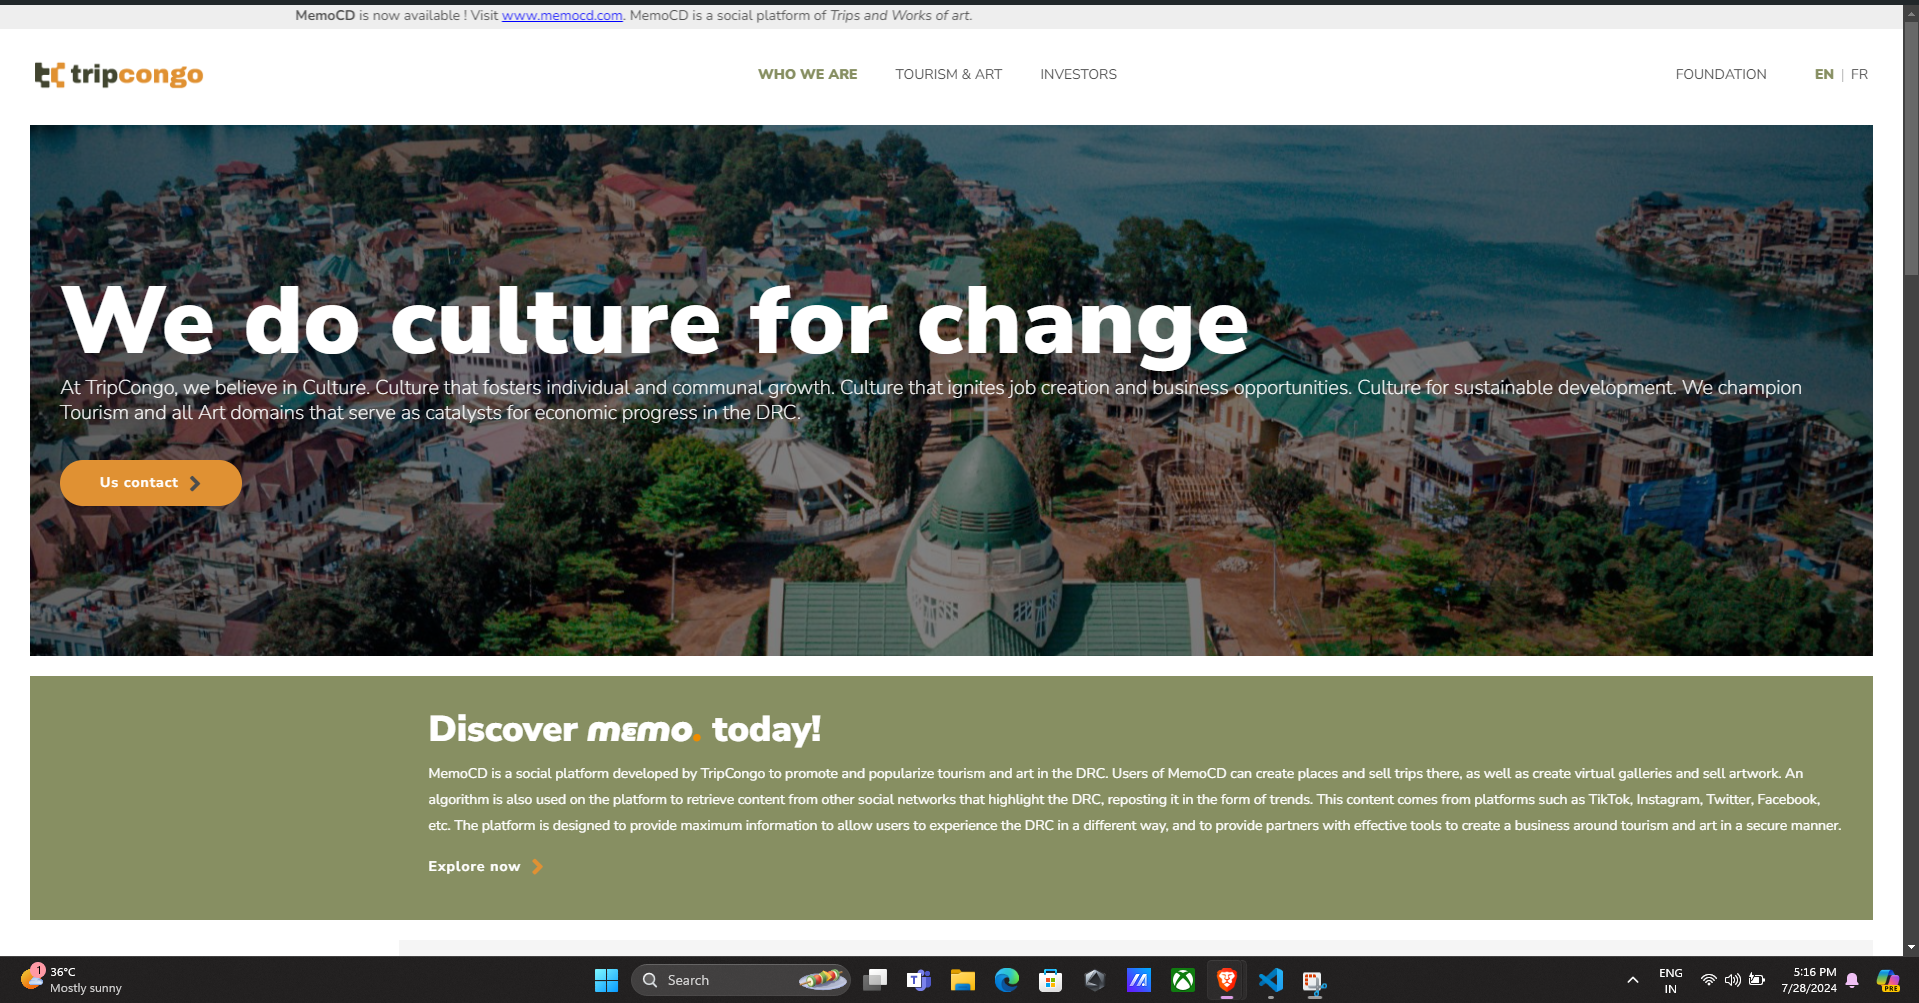 MemoCD is now available ! Visit www.memocd.com. MemoCD is a social platform of Trips and Works of art.
tc tripcongo
WHO WE ARE
TOURISM & ART
INVESTORS
FOUNDATION
EN | FR
We do culture for change
At TripCongo, we believe in Culture. Culture that fosters individual and communal growth. Culture that ignites job creation and business opportunities. Culture for sustainable development. We champion
Tourism and all Art domains that serve as catalysts for economic progress in the DRC.
Us contact
Discover mεmo. today!
MemoCD is a social platform developed by TripCongo to promote and popularize tourism and art in the DRC. Users of MemoCD can create places and sell trips there, as well as create virtual galleries and sell artwork. An
algorithm is also used on the platform to retrieve content from other social networks that highlight the DRC, reposting it in the form of trends. This content comes from platforms such as TikTok, Instagram, Twitter, Facebook,
etc. The platform is designed to provide maximum information to allow users to experience the DRC in a different way, and to provide partners with effective tools to create a business around tourism and art in a secure manner.
Explore now
1
36°C
Mostly sunny
Search
T
PRE
ENG
IN
5:16 PM
7/28/2024